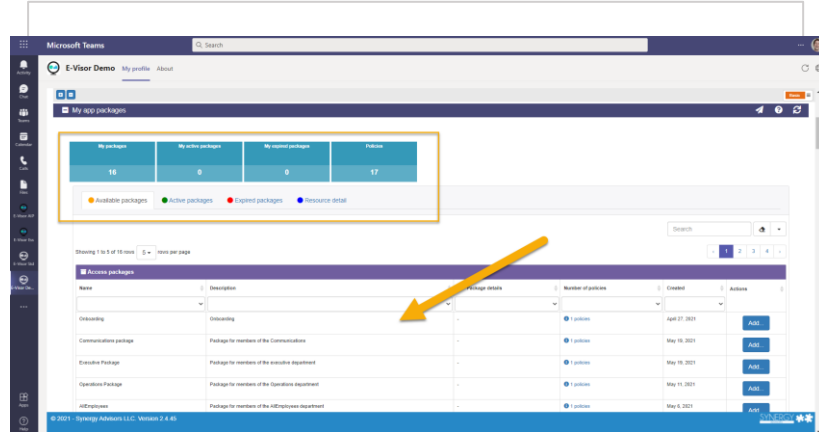 Microsoft Teams
Search
E-Visor Demo My profile About
Activity
Chat
Teams
Calendar
Calls
Files
Apps
Help
My app packages
My packages My active packages My expired packages Policies
16 0 0 17
Available packages Active packages Expired packages Resource detail
Search
Showing 1 to 5 of 16 rows 5 rows per page
1 2 3 4
Access packages
Name Description Package details Number of policies Created Actions
Onboarding Onboarding - 1 policies April 27, 2021 Add...
Communications package Package for members of the Communications - 1 policies May 10, 2021 Add...
Executive Package Package for members of the executive department - 1 policies Add...
Operations Package Package for members of the Operations department - 1 policies May 11, 2021 Add...
AllEmployees Package for members of the AllEmployees department - 1 policies May 6, 2021 Add...
© 2021 - Synergy Advisors LLC. Version 2.4.45
SYNERGY